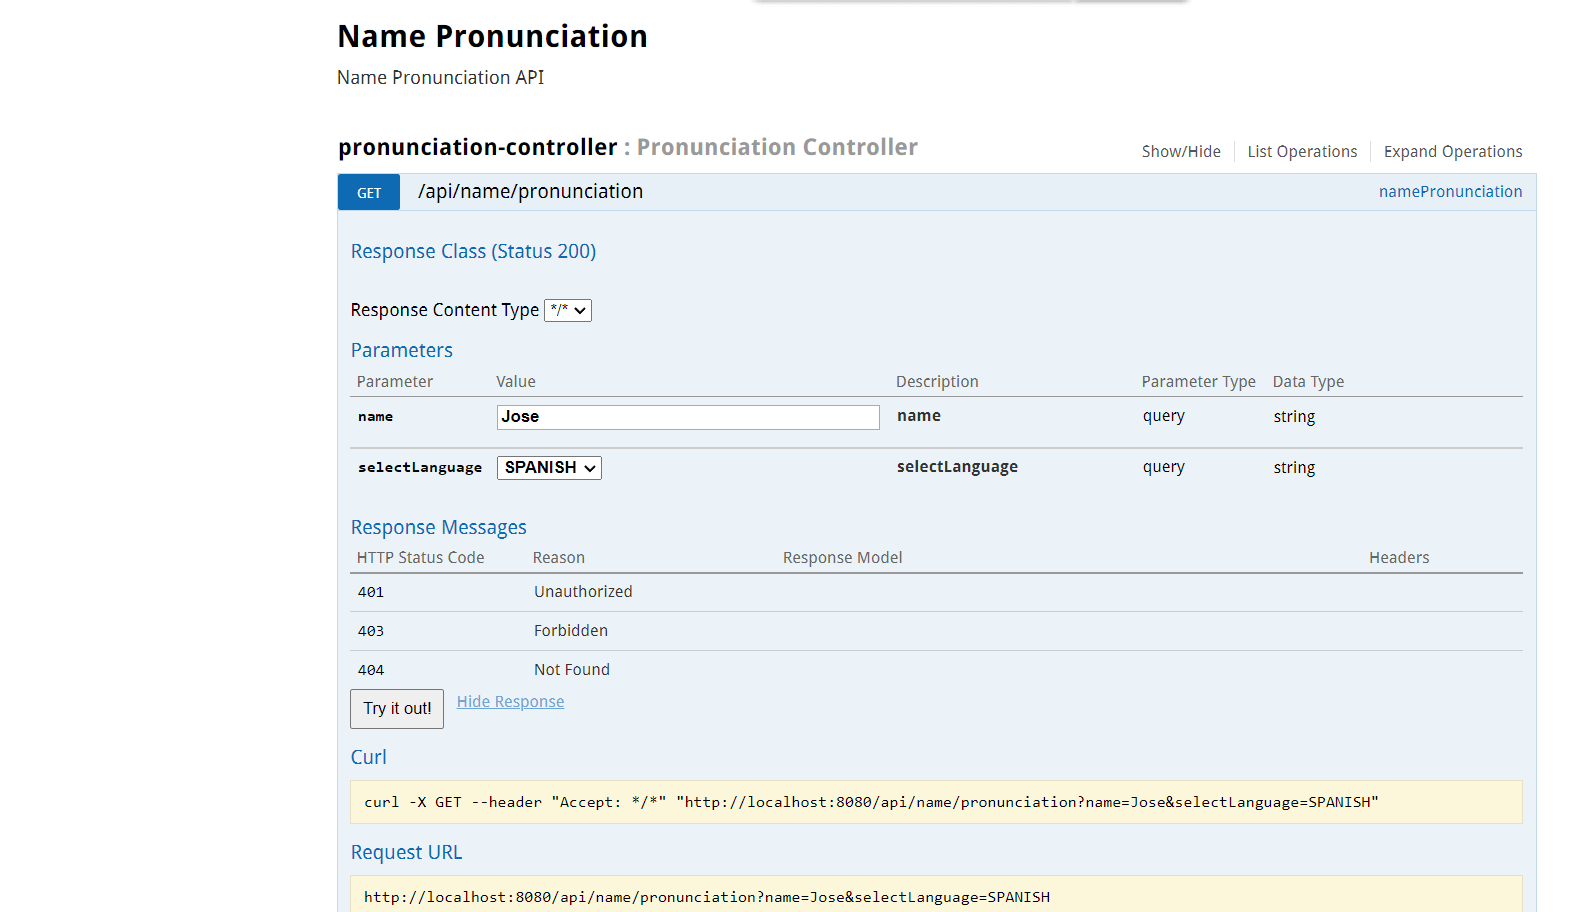 Name Pronunciation
Name Pronunciation API
pronunciation-controller : Pronunciation Controller
Show/Hide List Operations Expand Operations
GET /api/name/pronunciation namePronunciation
Response Class (Status 200)
Response Content Type */*
Parameters
Parameter Value Description Parameter Type Data Type
name Jose name query string
selectLanguage SPANISH selectLanguage query string
Response Messages
HTTP Status Code Reason Response Model Headers
401 Unauthorized
403 Forbidden
404 Not Found
Try it out! Hide Response
Curl
curl -X GET --header "Accept: */*" "http://localhost:8080/api/name/pronunciation?name=Jose&selectLanguage=SPANISH"
Request URL
http://localhost:8080/api/name/pronunciation?name=Jose&selectLanguage=SPANISH